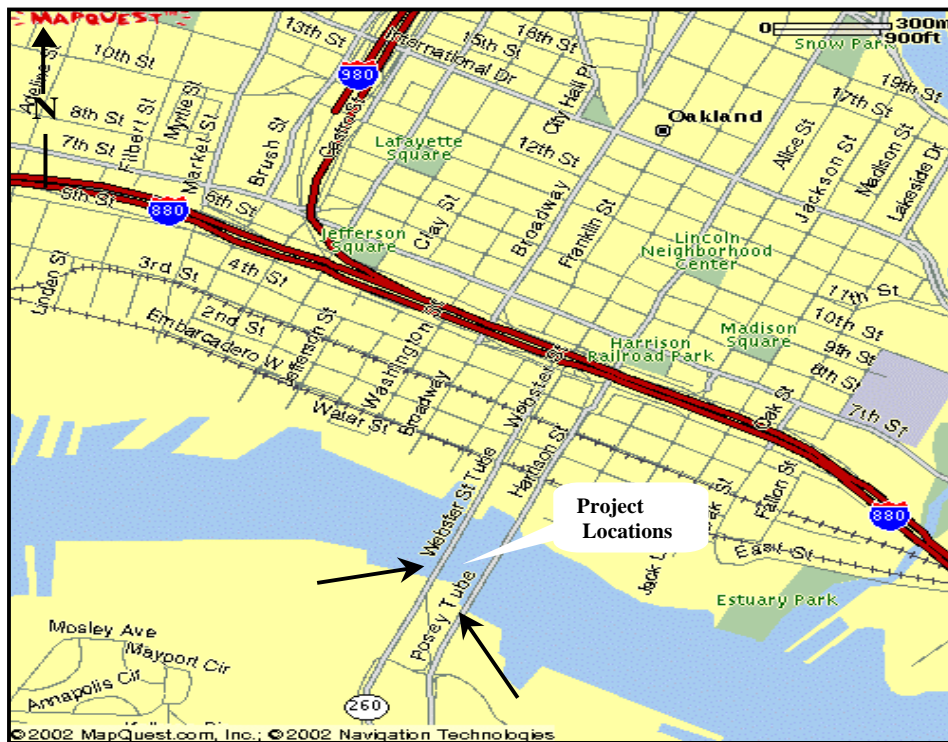 MAPQUEST
N
0 300m
900ft
13th St
International Dr
15th St
18th St
Snow Park
10th St
Adeline St
980
City Hall Pl
Oakland
19th St
17th St
8th St
Filbert St
Myrtle St
Market St
Brush St
Castro St
Lafayette
Square
12th St
Alice St
Jackson St
Madison St
Lakeside Dr
7th St
6th St
5th St
880
Jefferson
Square
Clay St
Broadway
Franklin St
Lincoln
Neighborhood
Center
Linden St
3rd St
4th St
2nd St
Embarcadero W
Jefferson St
Washington St
Broadway
Water St
Webster St
Harrison
Railroad Park
Madison
Square
11th St
10th St
9th St
8th St
7th St
Oak St
Harrison St
Webster St Tube
Fallon St
880
East St
Estuary Park
Project
Locations
Posey Tube
Mosley Ave
Mayport Cir
Annapolis Cir
260
©2002 MapQuest.com, Inc.; ©2002 Navigation Technologies